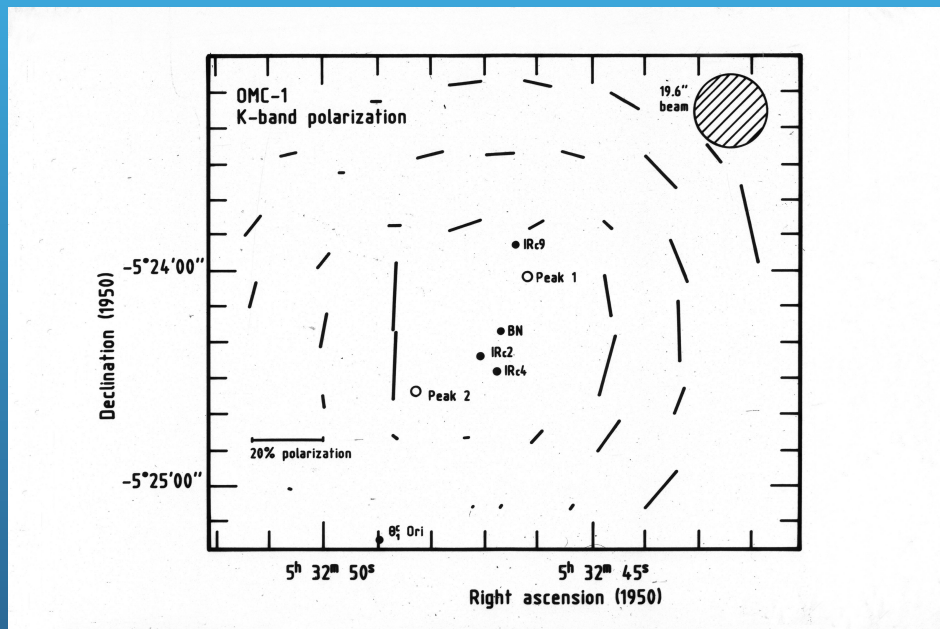 OMC-1
K-band polarization
19.6"
beam
IRc9
-5°24'00"
Peak 1
Declination (1950)
BN
IRc2
IRc4
Peak 2
20% polarization
-5°25'00"
θ¹c Ori
5ʰ 32ᵐ 50ˢ
5ʰ 32ᵐ 45ˢ
Right ascension (1950)